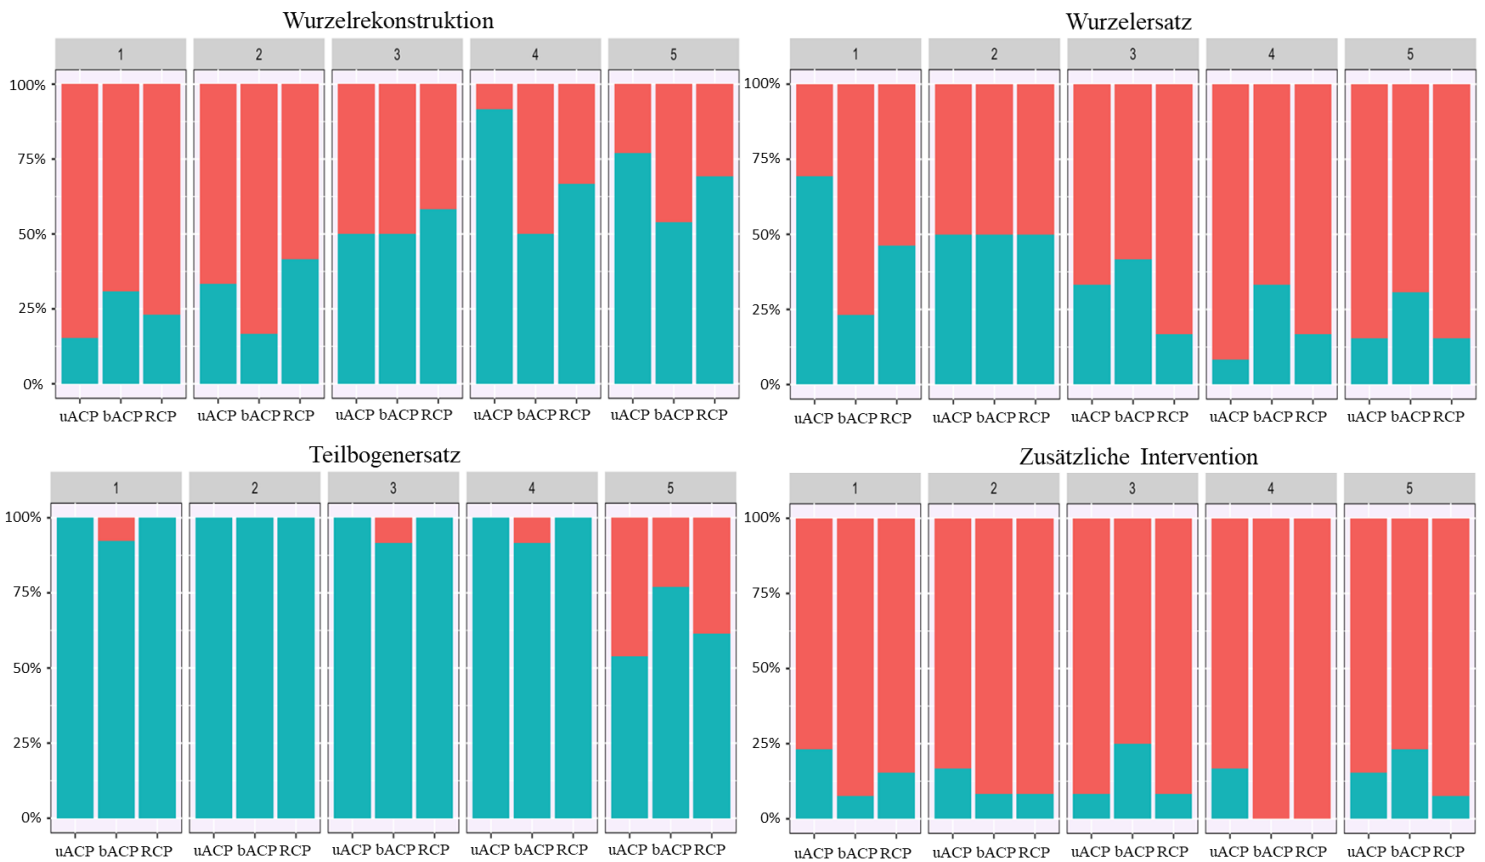 Wurzelrekonstruktion
1 2 3 4 5
100%
75%
50%
25%
0%
uACP bACP RCP uACP bACP RCP uACP bACP RCP uACP bACP RCP uACP bACP RCP
Wurzelersatz
1 2 3 4 5
100%
75%
50%
25%
0%
uACP bACP RCP uACP bACP RCP uACP bACP RCP uACP bACP RCP uACP bACP RCP
Teilbogenersatz
1 2 3 4 5
100%
75%
50%
25%
0%
uACP bACP RCP uACP bACP RCP uACP bACP RCP uACP bACP RCP uACP bACP RCP
Zusätzliche Intervention
1 2 3 4 5
100%
75%
50%
25%
0%
uACP bACP RCP uACP bACP RCP uACP bACP RCP uACP bACP RCP uACP bACP RCP